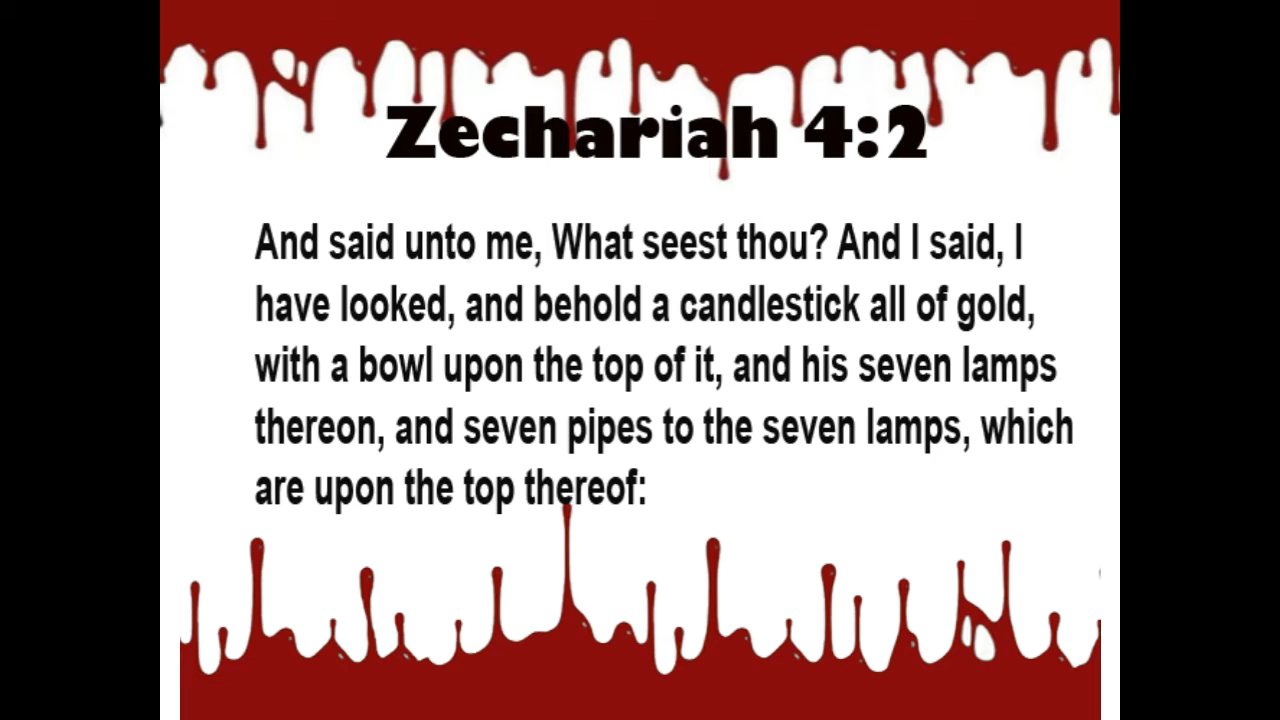 Zechariah 4:2
And said unto me, What seest thou? And I said, I
have looked, and behold a candlestick all of gold,
with a bowl upon the top of it, and his seven lamps
thereon, and seven pipes to the seven lamps, which
are upon the top thereof: